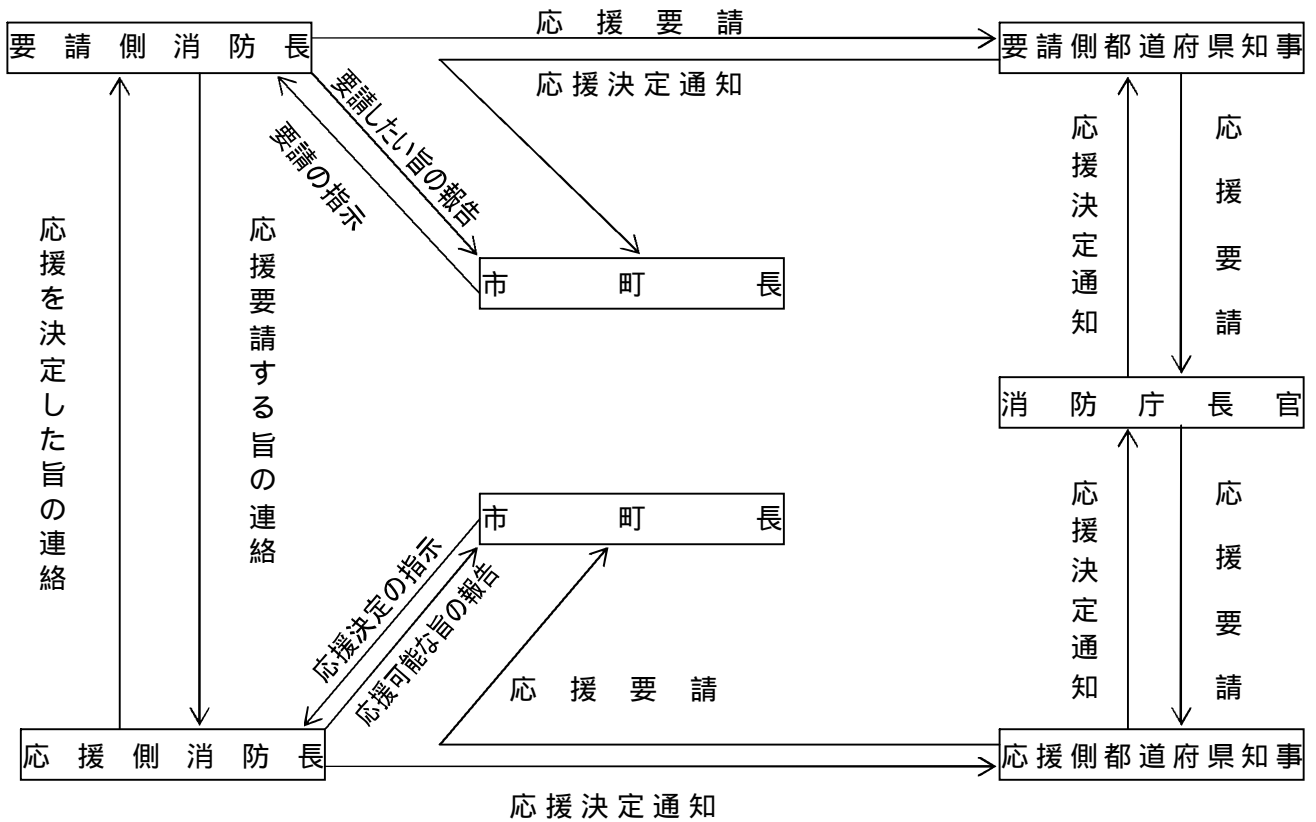 応援要請
要請側消防長
要請側都道府県知事
応援決定通知
要請したい旨の報告
要請の指示
応援決定通知
応援要請
応援を決定した旨の連絡
応援要請する旨の連絡
市町長
消防庁長官
市町長
応援決定の指示
応援可能な旨の報告
応援決定通知
応援要請
応援要請
応援側消防長
応援側都道府県知事
応援決定通知